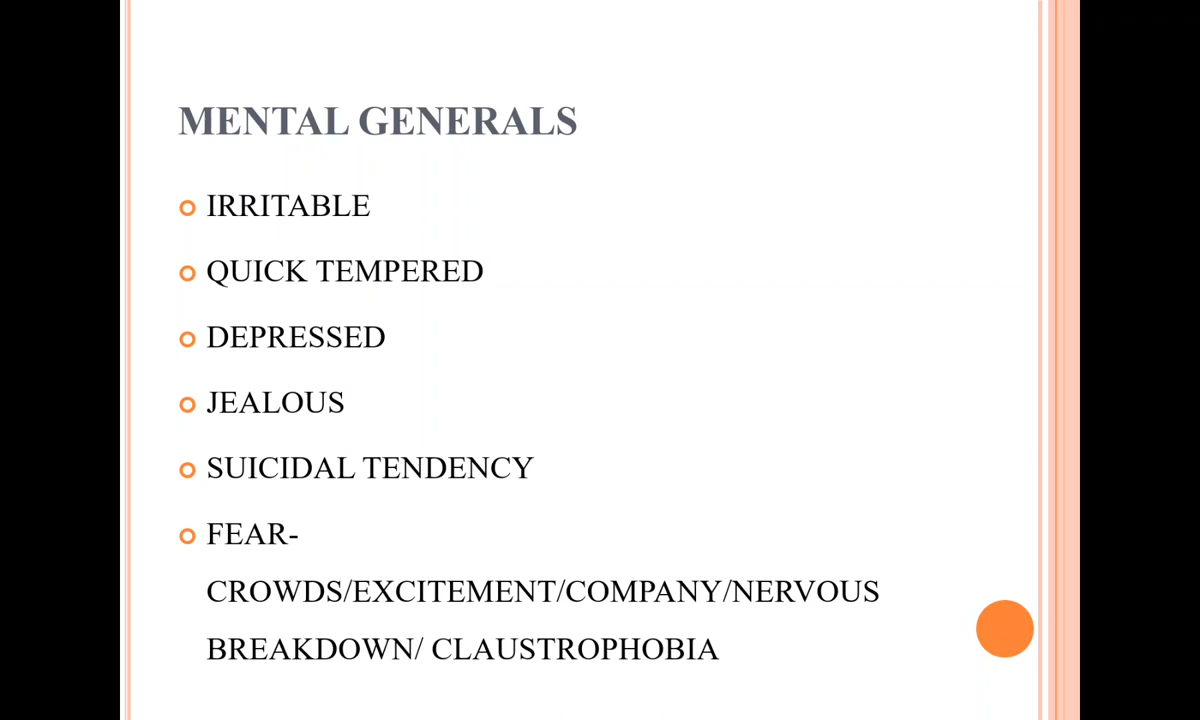 MENTAL GENERALS
IRRITABLE
QUICK TEMPERED
DEPRESSED
JEALOUS
SUICIDAL TENDENCY
FEAR-
CROWDS/EXCITEMENT/COMPANY/NERVOUS
BREAKDOWN/ CLAUSTROPHOBIA